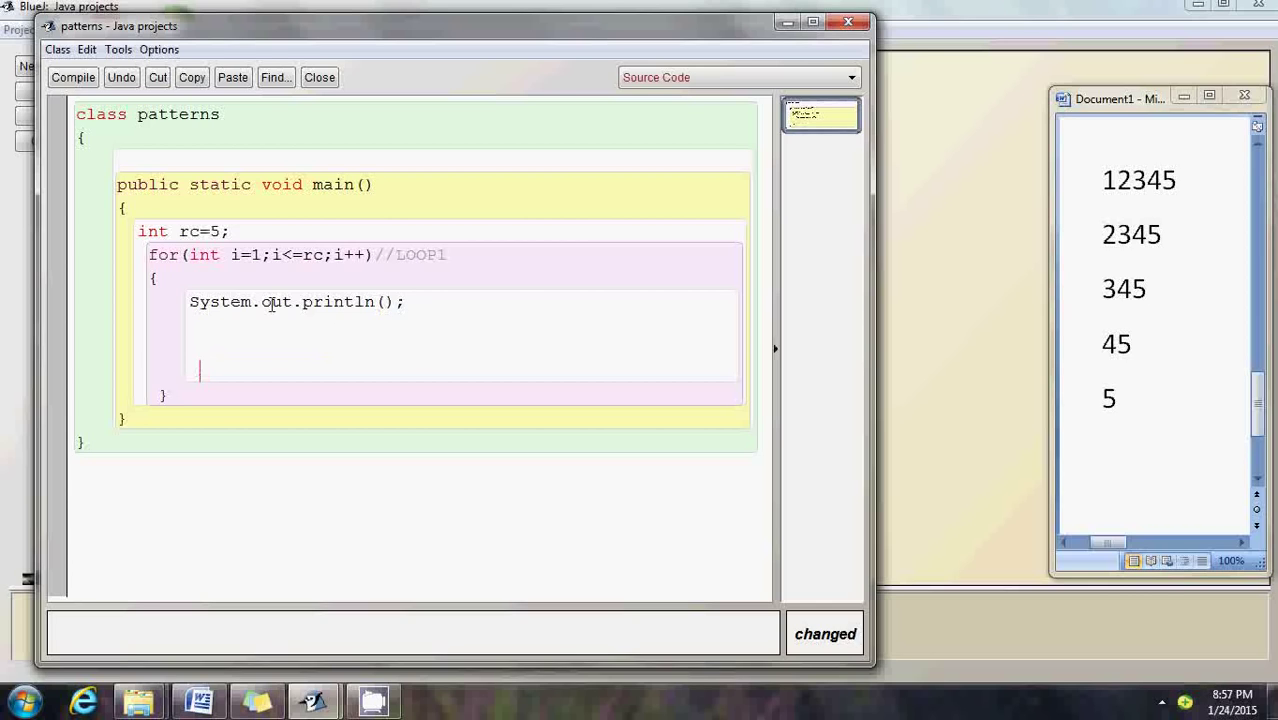 BlueJ: Java projects
patterns - Java projects
Class Edit Tools Options
Compile Undo Cut Copy Paste Find... Close Source Code
class patterns
{
public static void main()
{
int rc=5;
for(int i=1;i<=rc;i++)//LOOP1
{
System.out.println();
}
}
}
changed
Document1 - Mi...
12345
2345
345
45
5
100%
8:57 PM
1/24/2015